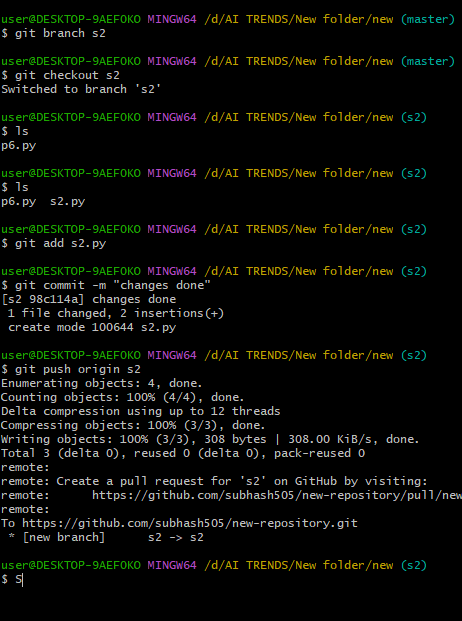 user@DESKTOP-9AEFOKO MINGW64 /d/AI TRENDS/New folder/new (master)
$ git branch s2
user@DESKTOP-9AEFOKO MINGW64 /d/AI TRENDS/New folder/new (master)
$ git checkout s2
Switched to branch 's2'
user@DESKTOP-9AEFOKO MINGW64 /d/AI TRENDS/New folder/new (s2)
$ ls
p6.py
user@DESKTOP-9AEFOKO MINGW64 /d/AI TRENDS/New folder/new (s2)
$ ls
p6.py  s2.py
user@DESKTOP-9AEFOKO MINGW64 /d/AI TRENDS/New folder/new (s2)
$ git add s2.py
user@DESKTOP-9AEFOKO MINGW64 /d/AI TRENDS/New folder/new (s2)
$ git commit -m "changes done"
[s2 98c114a] changes done
 1 file changed, 2 insertions(+)
 create mode 100644 s2.py
user@DESKTOP-9AEFOKO MINGW64 /d/AI TRENDS/New folder/new (s2)
$ git push origin s2
Enumerating objects: 4, done.
Counting objects: 100% (4/4), done.
Delta compression using up to 12 threads
Compressing objects: 100% (3/3), done.
Writing objects: 100% (3/3), 308 bytes | 308.00 KiB/s, done.
Total 3 (delta 0), reused 0 (delta 0), pack-reused 0
remote:
remote: Create a pull request for 's2' on GitHub by visiting:
remote:      https://github.com/subhash505/new-repository/pull/new
remote:
To https://github.com/subhash505/new-repository.git
 * [new branch]      s2 -> s2
user@DESKTOP-9AEFOKO MINGW64 /d/AI TRENDS/New folder/new (s2)
$ S